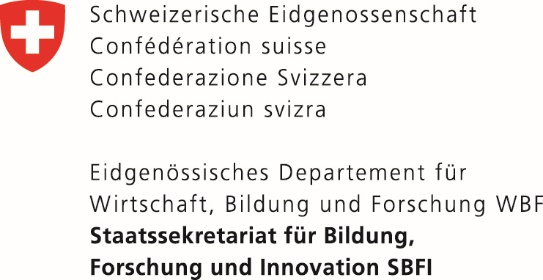 Schweizerische Eidgenossenschaft
Confédération suisse
Confederazione Svizzera
Confederaziun svizra
Eidgenössisches Departement für
Wirtschaft, Bildung und Forschung WBF
Staatssekretariat für Bildung,
Forschung und Innovation SBFI